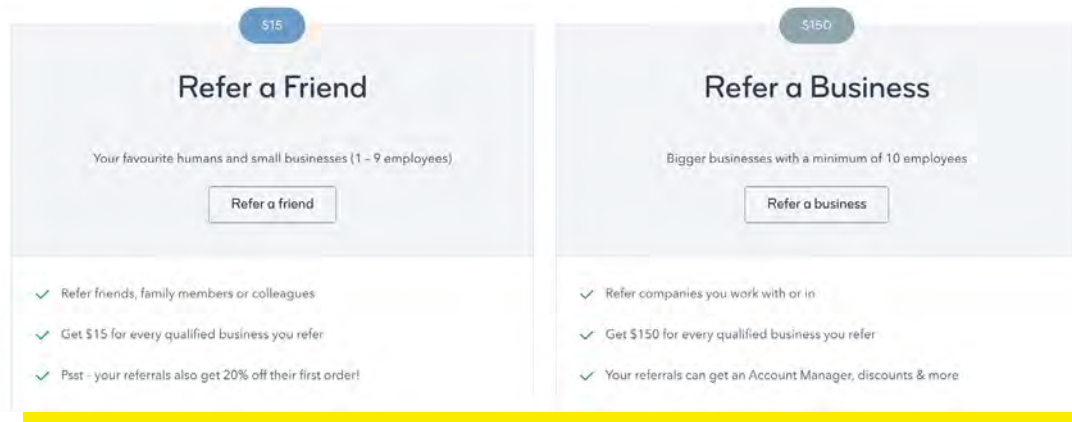 $15
Refer a Friend
Your favourite humans and small businesses (1 – 9 employees)
Refer a friend
Refer friends, family members or colleagues
Get $15 for every qualified business you refer
Psst - your referrals also get 20% off their first order!
$150
Refer a Business
Bigger businesses with a minimum of 10 employees
Refer a business
Refer companies you work with or in
Get $150 for every qualified business you refer
Your referrals can get an Account Manager, discounts & more